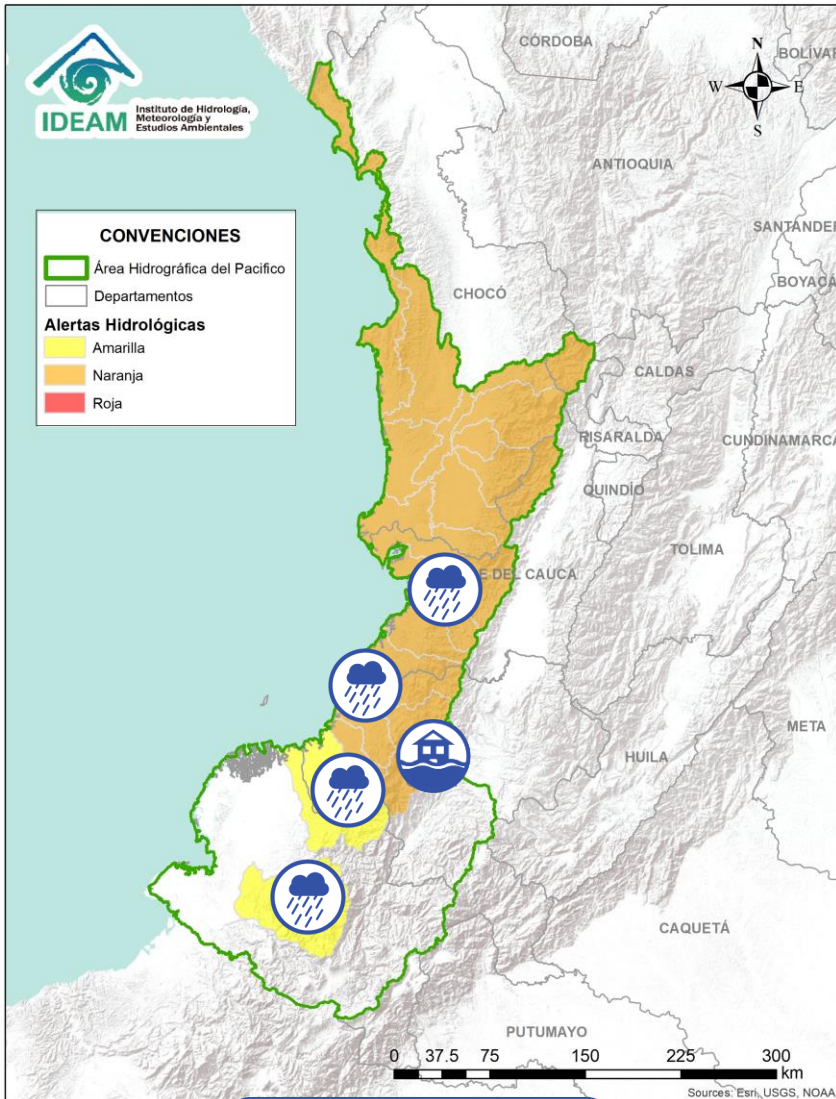 IDEAM
Instituto de Hidrología,
Meteorología y
Estudios Ambientales
N
W
E
S
CÓRDOBA
BOLÍVAR
ANTIOQUIA
SANTANDER
BOYACÁ
CHOCÓ
CALDAS
RISARALDA
CUNDINAMARCA
QUINDÍO
TOLIMA
E DEL CAUCA
META
HUILA
CAQUETÁ
PUTUMAYO
CONVENCIONES
Área Hidrográfica del Pacifico
Departamentos
Alertas Hidrológicas
Amarilla
Naranja
Roja
0 37.5 75 150 225 300
km
Sources: Esri, USGS, NOAA